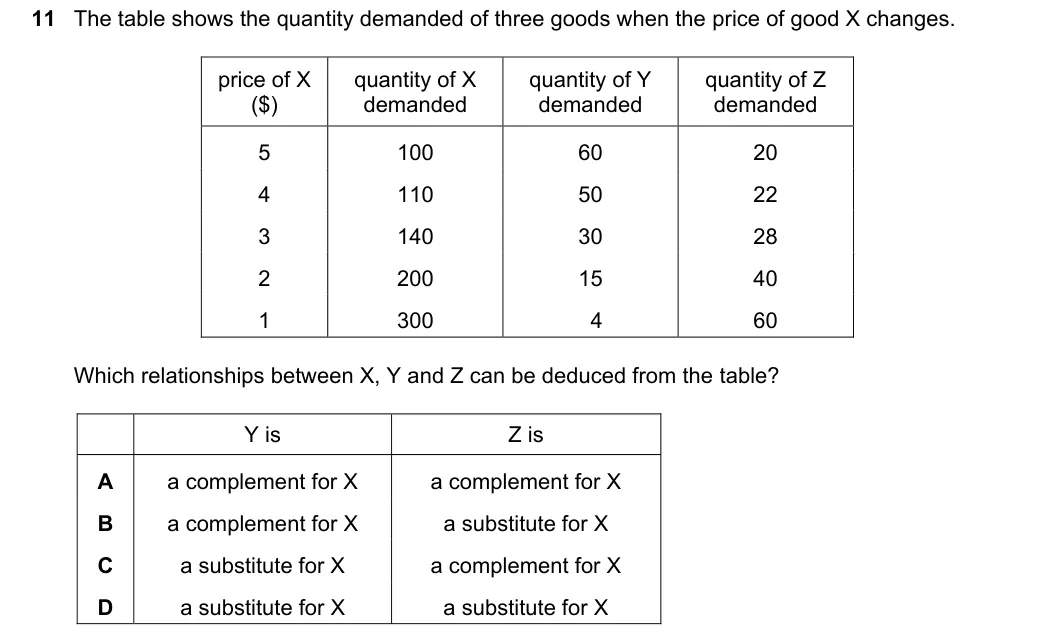 11 The table shows the quantity demanded of three goods when the price of good X changes.
price of X ($) quantity of X demanded quantity of Y demanded quantity of Z demanded
5 100 60 20
4 110 50 22
3 140 30 28
2 200 15 40
1 300 4 60
Which relationships between X, Y and Z can be deduced from the table?
Y is Z is
A a complement for X a complement for X
B a complement for X a substitute for X
C a substitute for X a complement for X
D a substitute for X a substitute for X